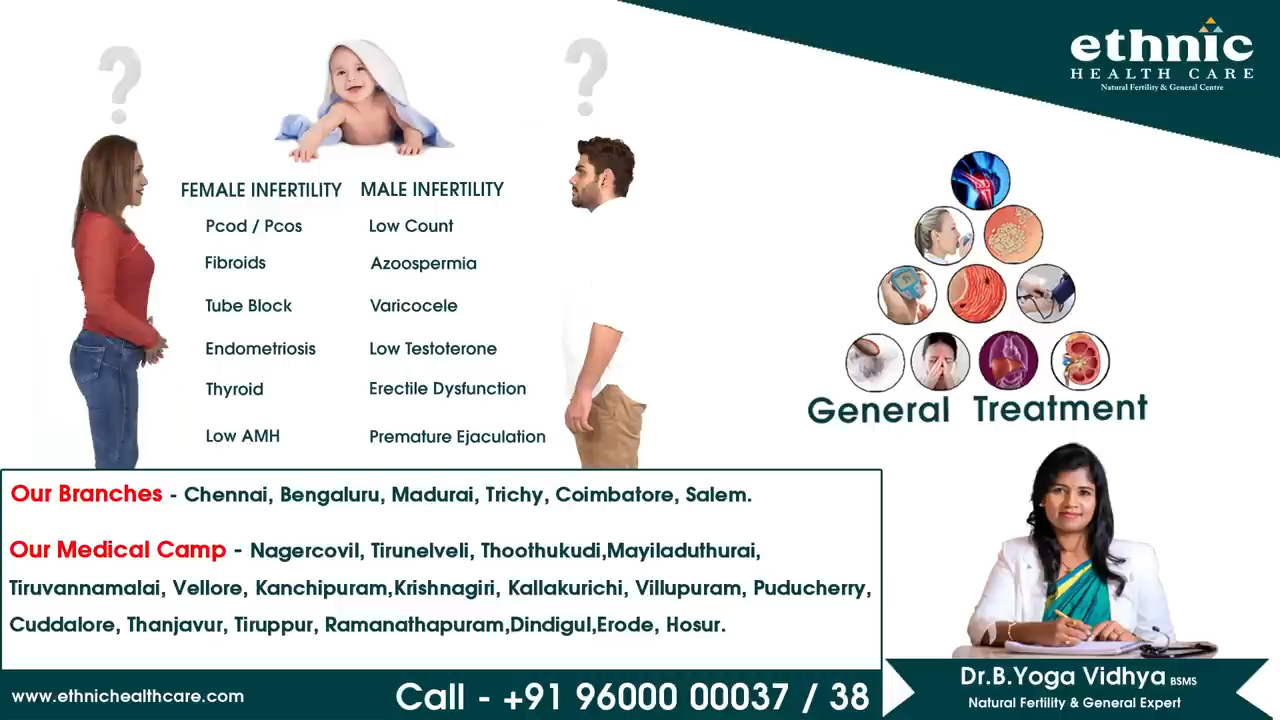 ethnic
HEALTH CARE
Natural Fertility & General Centre
FEMALE INFERTILITY
Pcod / Pcos
Fibroids
Tube Block
Endometriosis
Thyroid
Low AMH
MALE INFERTILITY
Low Count
Azoospermia
Varicocele
Low Testoterone
Erectile Dysfunction
Premature Ejaculation
General Treatment
Our Branches - Chennai, Bengaluru, Madurai, Trichy, Coimbatore, Salem.
Our Medical Camp - Nagercovil, Tirunelveli, Thoothukudi,Mayiladuthurai,
Tiruvannamalai, Vellore, Kanchipuram,Krishnagiri, Kallakurichi, Villupuram, Puducherry,
Cuddalore, Thanjavur, Tiruppur, Ramanathapuram,Dindigul,Erode, Hosur.
www.ethnichealthcare.com
Call - +91 96000 00037 / 38
Dr.B.Yoga Vidhya BSMS
Natural Fertility & General Expert